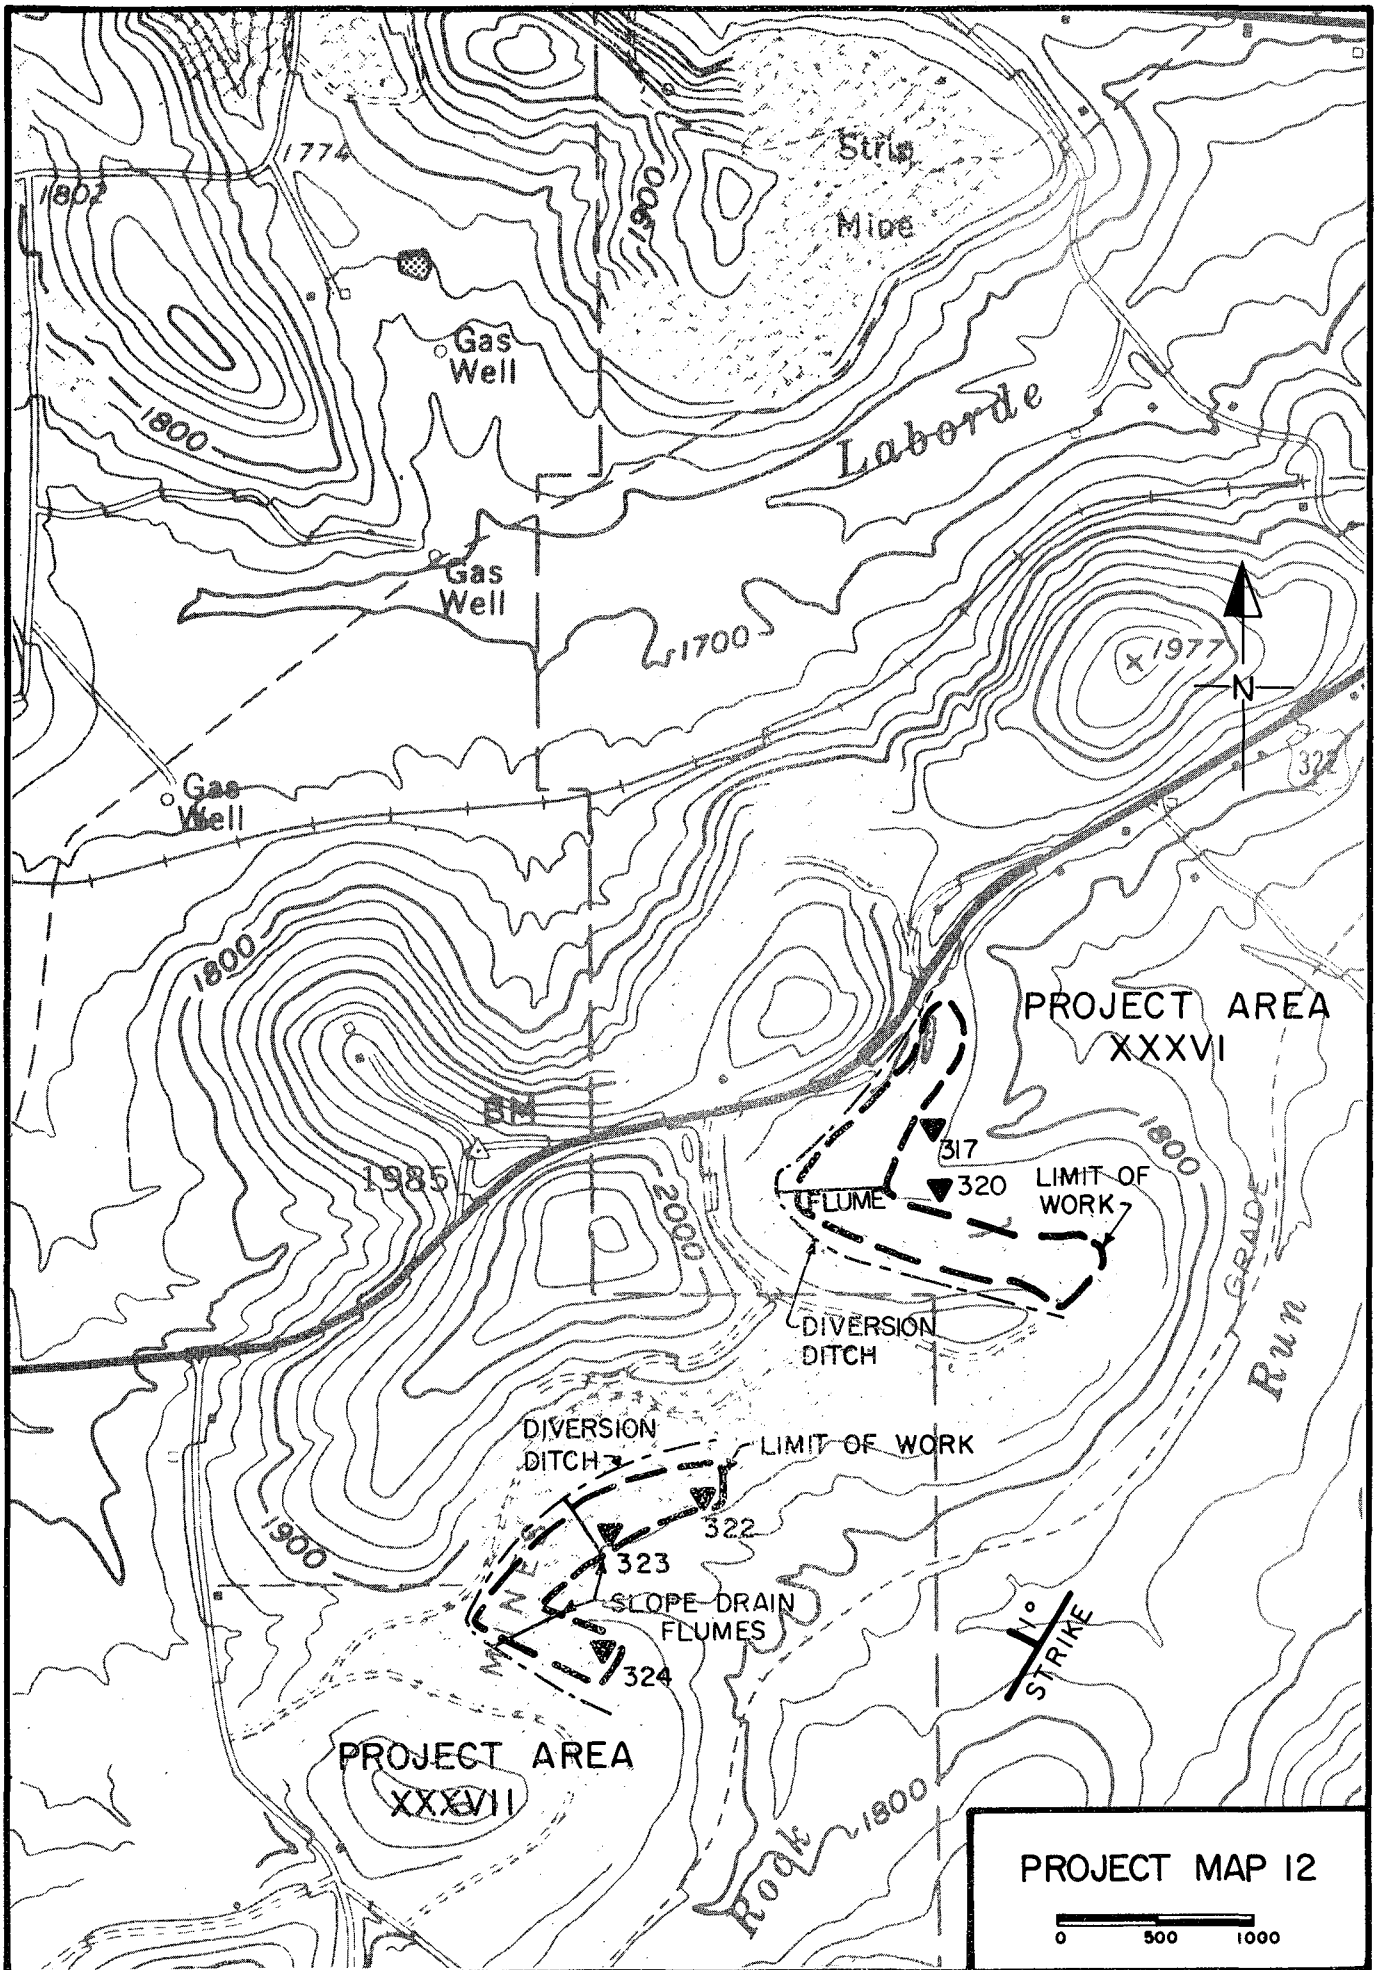 Strip
Mine
1774
1802
1900
Gas
Well
1800
Laborde
Gas
Well
1700
1977
N
322
Gas
Well
1800
PROJECT AREA
XXXVI
BM
1985
317
1800
320
LIMIT OF
WORK
FLUME
2000
GRADE
Run
DIVERSION
DITCH
DIVERSION
DITCH
LIMIT OF WORK
322
1900
323
MINES
SLOPE DRAIN
FLUMES
11°
STRIKE
324
PROJECT AREA
XXXVII
1800
Rock
PROJECT MAP 12
0 500 1000